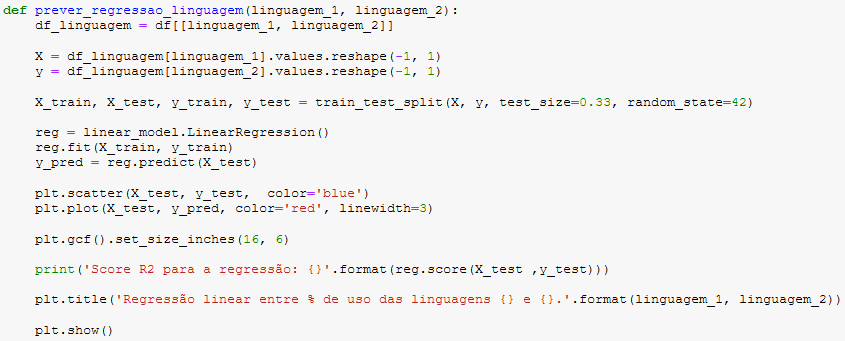 def prever_regressao_linguagem(linguagem_1, linguagem_2):
    df_linguagem = df[[linguagem_1, linguagem_2]]
    X = df_linguagem[linguagem_1].values.reshape(-1, 1)
    y = df_linguagem[linguagem_2].values.reshape(-1, 1)
    X_train, X_test, y_train, y_test = train_test_split(X, y, test_size=0.33, random_state=42)
    reg = linear_model.LinearRegression()
    reg.fit(X_train, y_train)
    y_pred = reg.predict(X_test)
    plt.scatter(X_test, y_test,  color='blue')
    plt.plot(X_test, y_pred, color='red', linewidth=3)
    plt.gcf().set_size_inches(16, 6)
    print('Score R2 para a regressão: {}'.format(reg.score(X_test ,y_test)))
    plt.title('Regressão linear entre % de uso das linguagens {} e {}.'.format(linguagem_1, linguagem_2))
    plt.show()